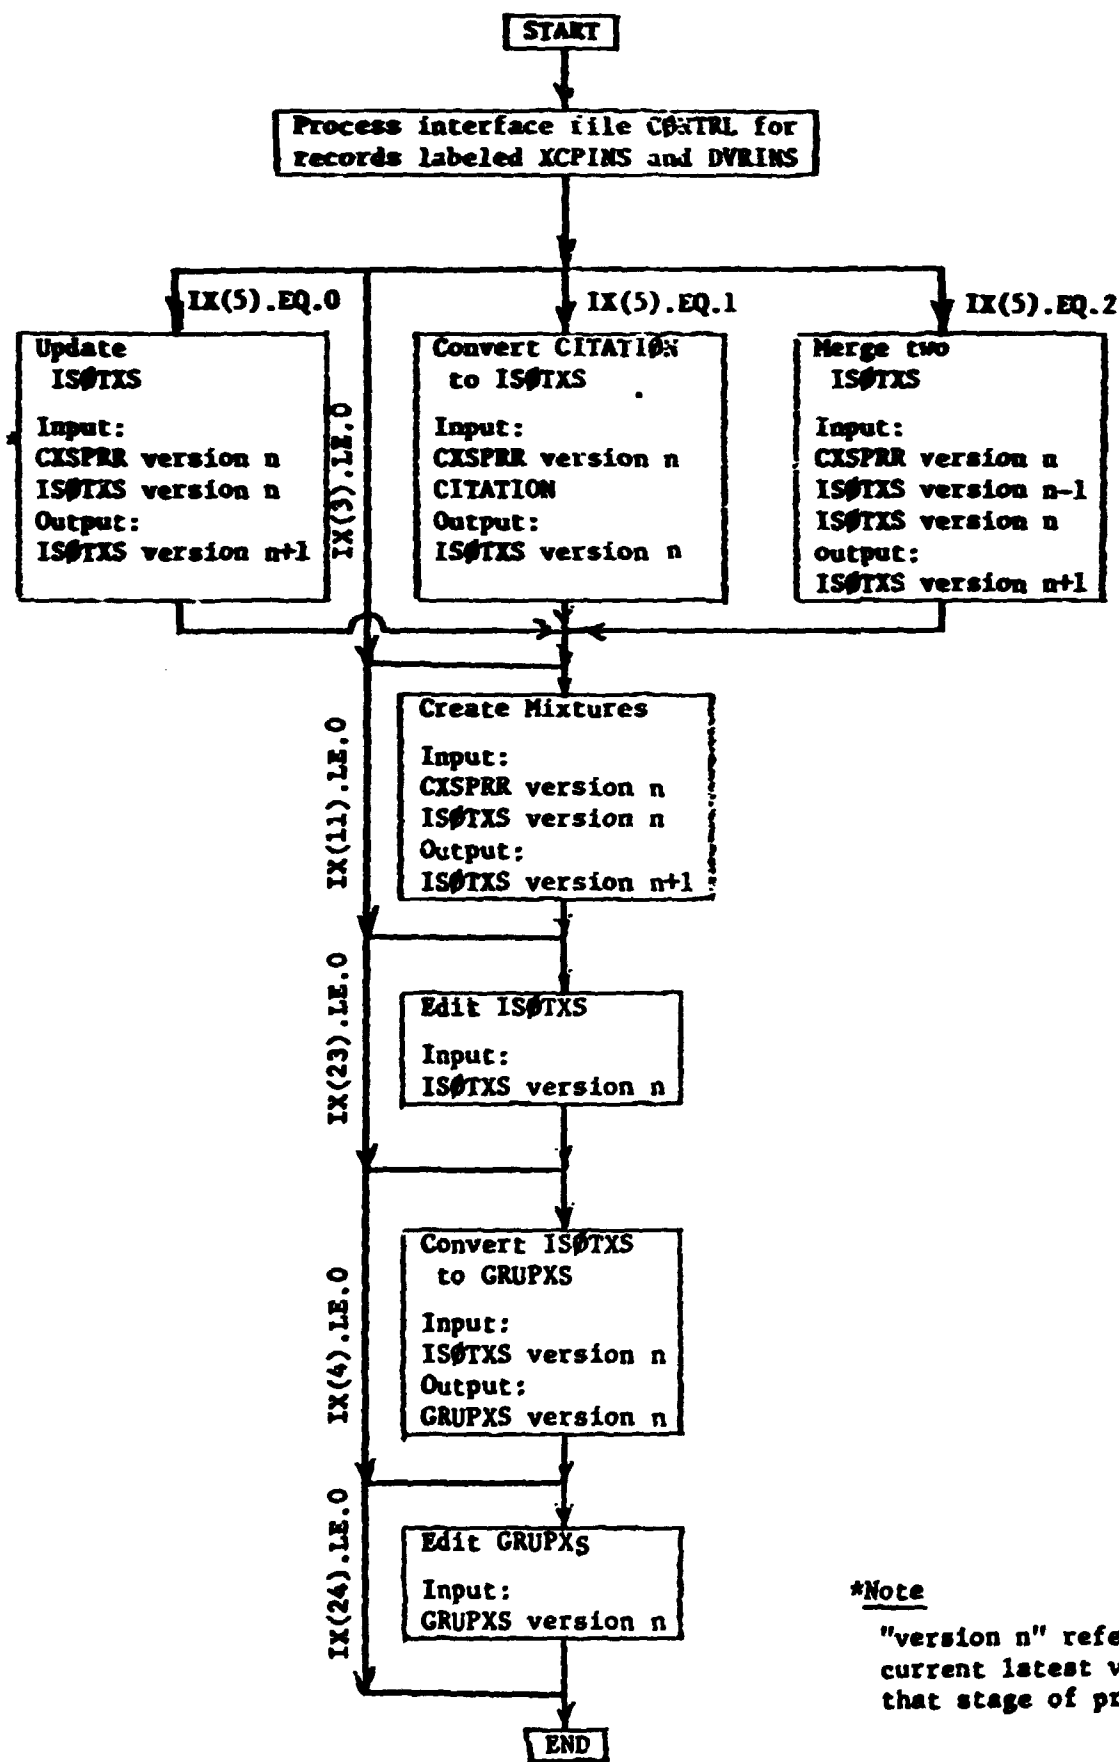 START
Process interface file CØNTRL for
records labeled XCPINS and DVRINS
IX(5).EQ.0
IX(5).EQ.1
IX(5).EQ.2
IX(3).LE.0
Update
ISØTXS
Input:
*
CXSPRR version n
ISØTXS version n
Output:
ISØTXS version n+1
Convert CITATIØN
to ISØTXS
Input:
CXSPRR version n
CITATION
Output:
ISØTXS version n
Merge two
ISØTXS
Input:
CXSPRR version n
ISØTXS version n-1
ISØTXS version n
output:
ISØTXS version n+1
IX(11).LE.0
Create Mixtures
Input:
CXSPRR version n
ISØTXS version n
Output:
ISØTXS version n+1
IX(23).LE.0
Edit ISØTXS
Input:
ISØTXS version n
IX(4).LE.0
Convert ISØTXS
to GRUPXS
Input:
ISØTXS version n
Output:
GRUPXS version n
IX(24).LE.0
Edit GRUPXS
Input:
GRUPXS version n
END
*Note
"version n" refe
current latest v
that stage of pr